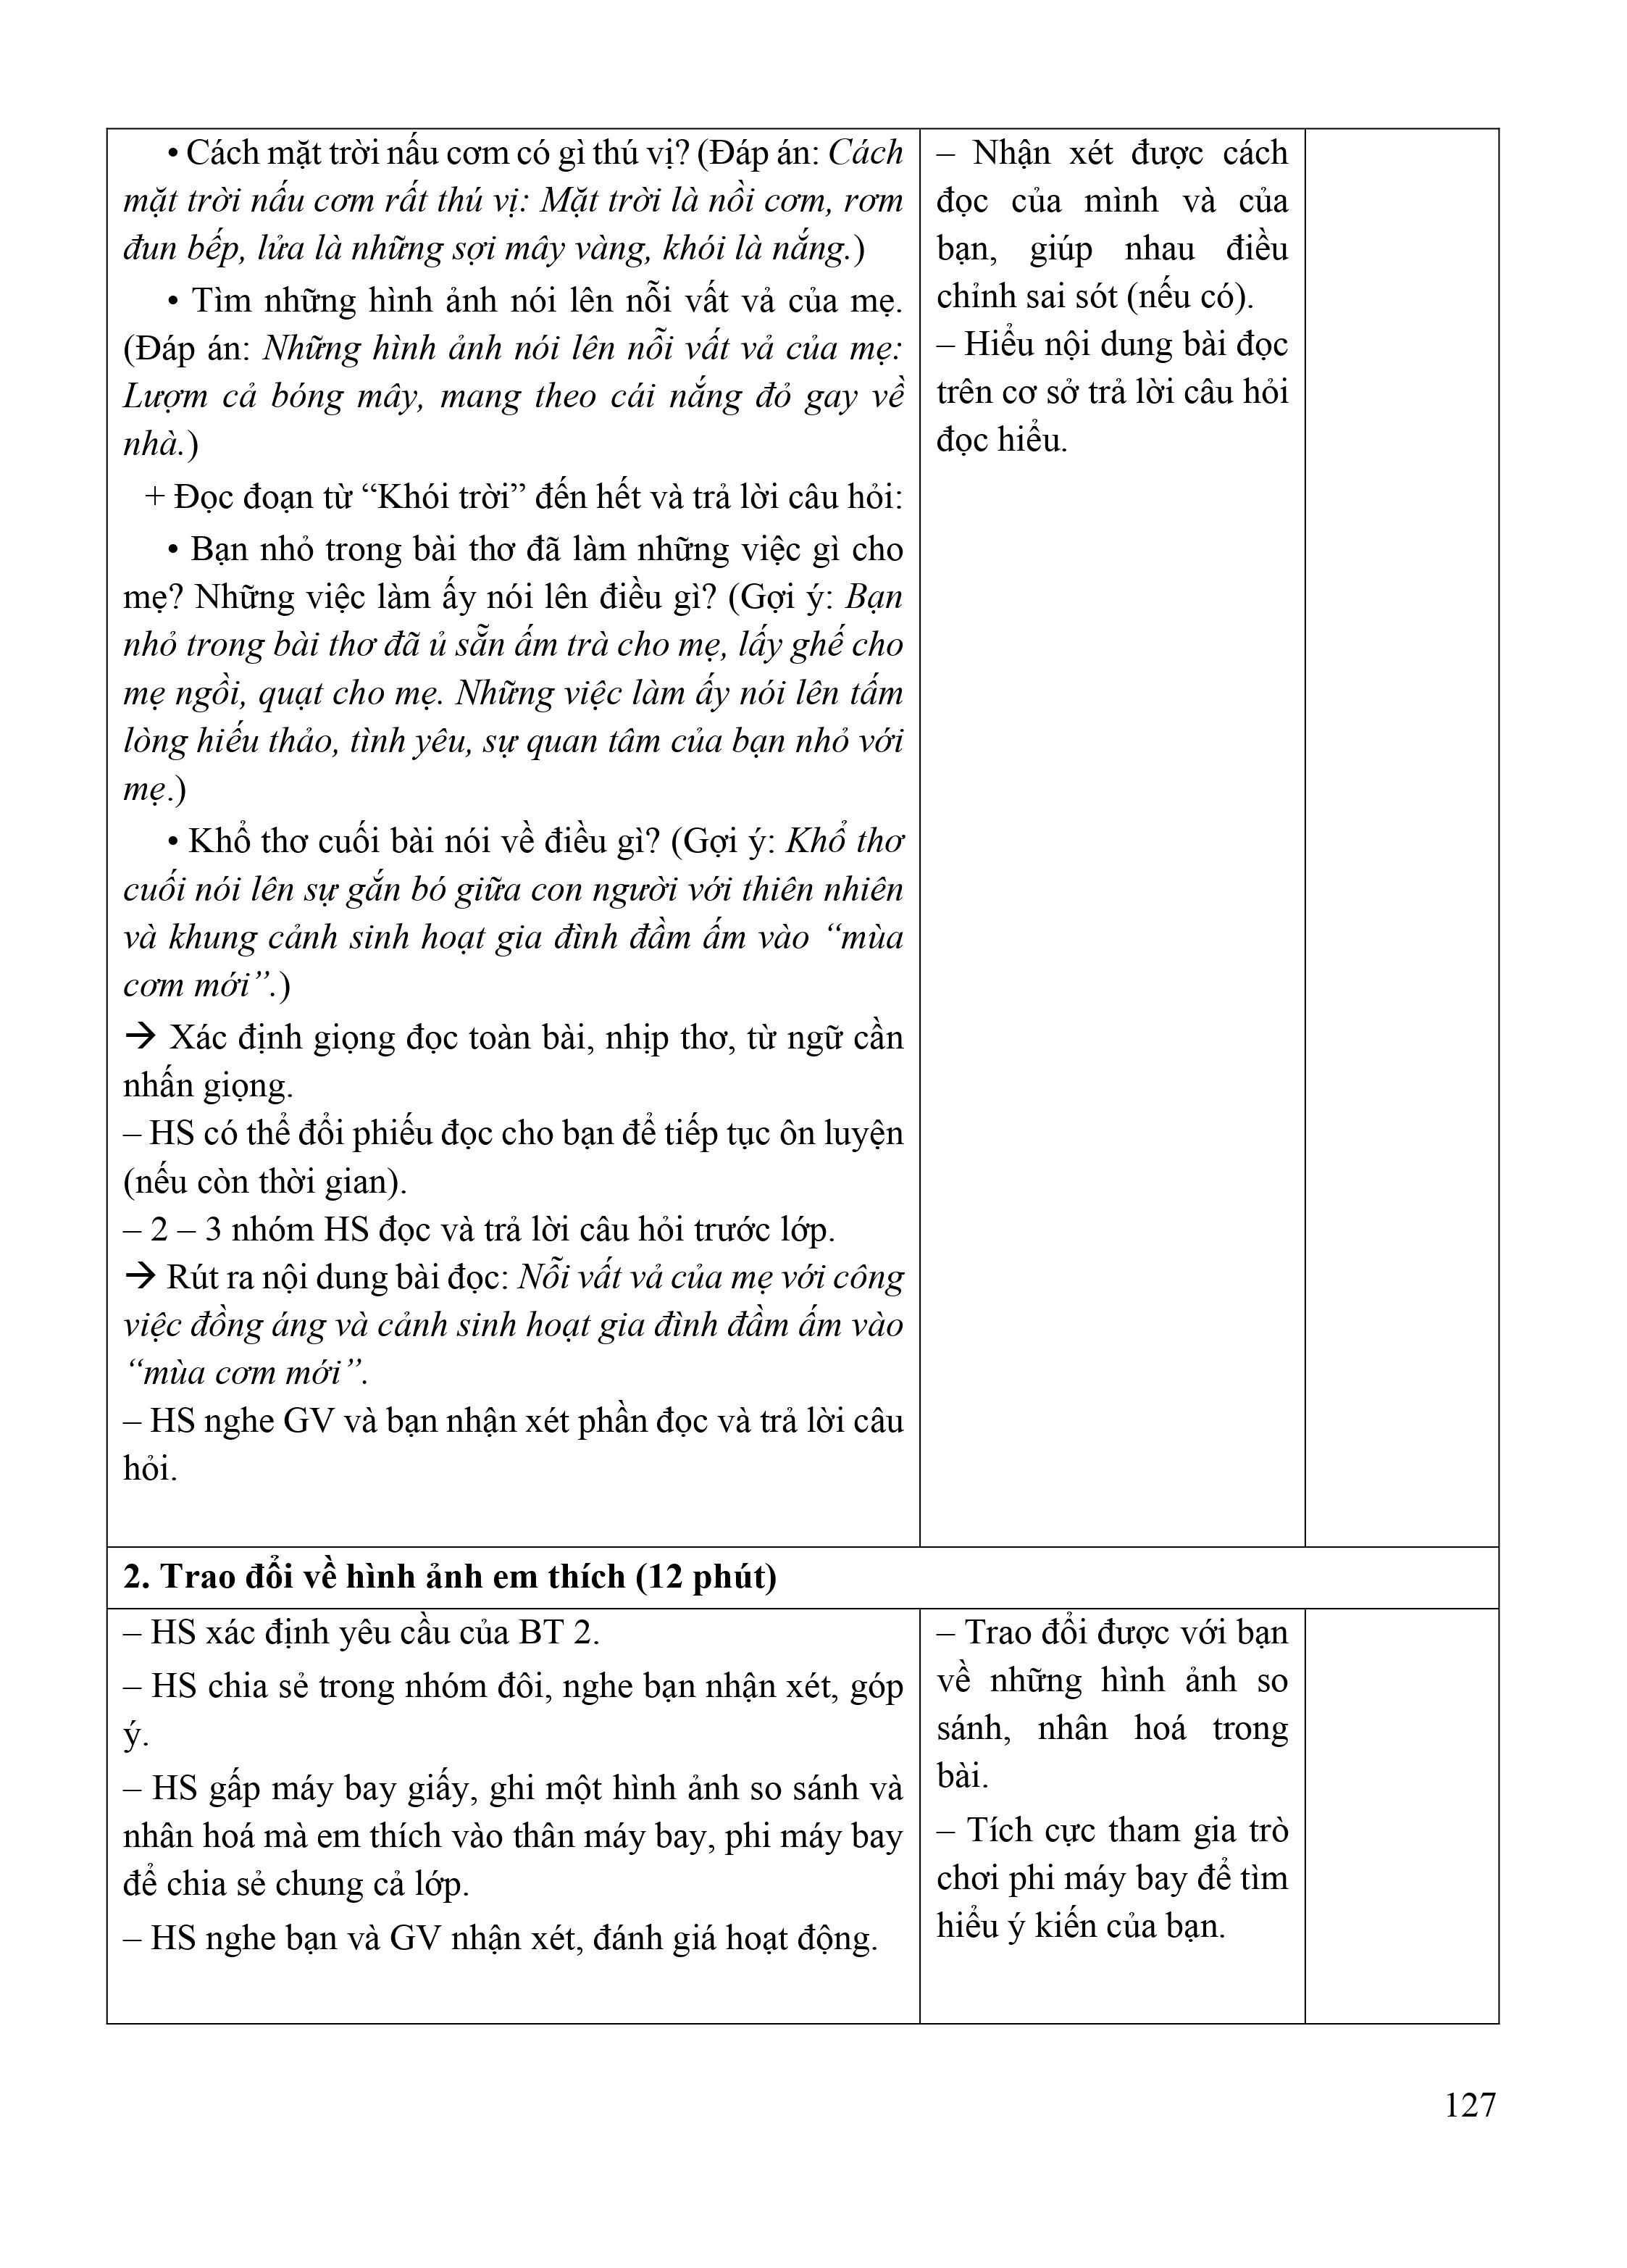 • Cách mặt trời nấu cơm có gì thú vị? (Đáp án: Cách
mặt trời nấu cơm rất thú vị: Mặt trời là nồi cơm, rơm
đun bếp, lửa là những sợi mây vàng, khói là nắng.)
• Tìm những hình ảnh nói lên nỗi vất vả của mẹ.
(Đáp án: Những hình ảnh nói lên nỗi vất vả của mẹ:
Lượm cả bóng mây, mang theo cái nắng đỏ gay về
nhà.)
+ Đọc đoạn từ “Khói trời” đến hết và trả lời câu hỏi:
• Bạn nhỏ trong bài thơ đã làm những việc gì cho
mẹ? Những việc làm ấy nói lên điều gì? (Gợi ý: Bạn
nhỏ trong bài thơ đã ủ sẵn ấm trà cho mẹ, lấy ghế cho
mẹ ngồi, quạt cho mẹ. Những việc làm ấy nói lên tấm
lòng hiếu thảo, tình yêu, sự quan tâm của bạn nhỏ với
mẹ.)
• Khổ thơ cuối bài nói về điều gì? (Gợi ý: Khổ thơ
cuối nói lên sự gắn bó giữa con người với thiên nhiên
và khung cảnh sinh hoạt gia đình đầm ấm vào “mùa
cơm mới”.)
→ Xác định giọng đọc toàn bài, nhịp thơ, từ ngữ cần
nhấn giọng.
– HS có thể đổi phiếu đọc cho bạn để tiếp tục ôn luyện
(nếu còn thời gian).
– 2 – 3 nhóm HS đọc và trả lời câu hỏi trước lớp.
→ Rút ra nội dung bài đọc: Nỗi vất vả của mẹ với công
việc đồng áng và cảnh sinh hoạt gia đình đầm ấm vào
“mùa cơm mới”.
– HS nghe GV và bạn nhận xét phần đọc và trả lời câu
hỏi.
– Nhận xét được cách
đọc của mình và của
bạn, giúp nhau điều
chỉnh sai sót (nếu có).
– Hiểu nội dung bài đọc
trên cơ sở trả lời câu hỏi
đọc hiểu.
2. Trao đổi về hình ảnh em thích (12 phút)
– HS xác định yêu cầu của BT 2.
– HS chia sẻ trong nhóm đôi, nghe bạn nhận xét, góp
ý.
– HS gấp máy bay giấy, ghi một hình ảnh so sánh và
nhân hoá mà em thích vào thân máy bay, phi máy bay
để chia sẻ chung cả lớp.
– HS nghe bạn và GV nhận xét, đánh giá hoạt động.
– Trao đổi được với bạn
về những hình ảnh so
sánh, nhân hoá trong
bài.
– Tích cực tham gia trò
chơi phi máy bay để tìm
hiểu ý kiến của bạn.
127